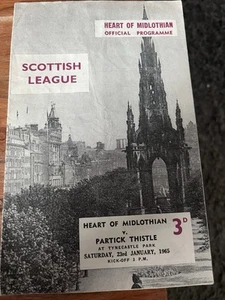 HEART OF MIDLOTHIAN
OFFICIAL PROGRAMME
SCOTTISH
LEAGUE
HEART OF MIDLOTHIAN
v.
PARTICK THISTLE
AT TYNECASTLE PARK
SATURDAY, 23rd JANUARY, 1965
KICK-OFF 3 P.M.
3D